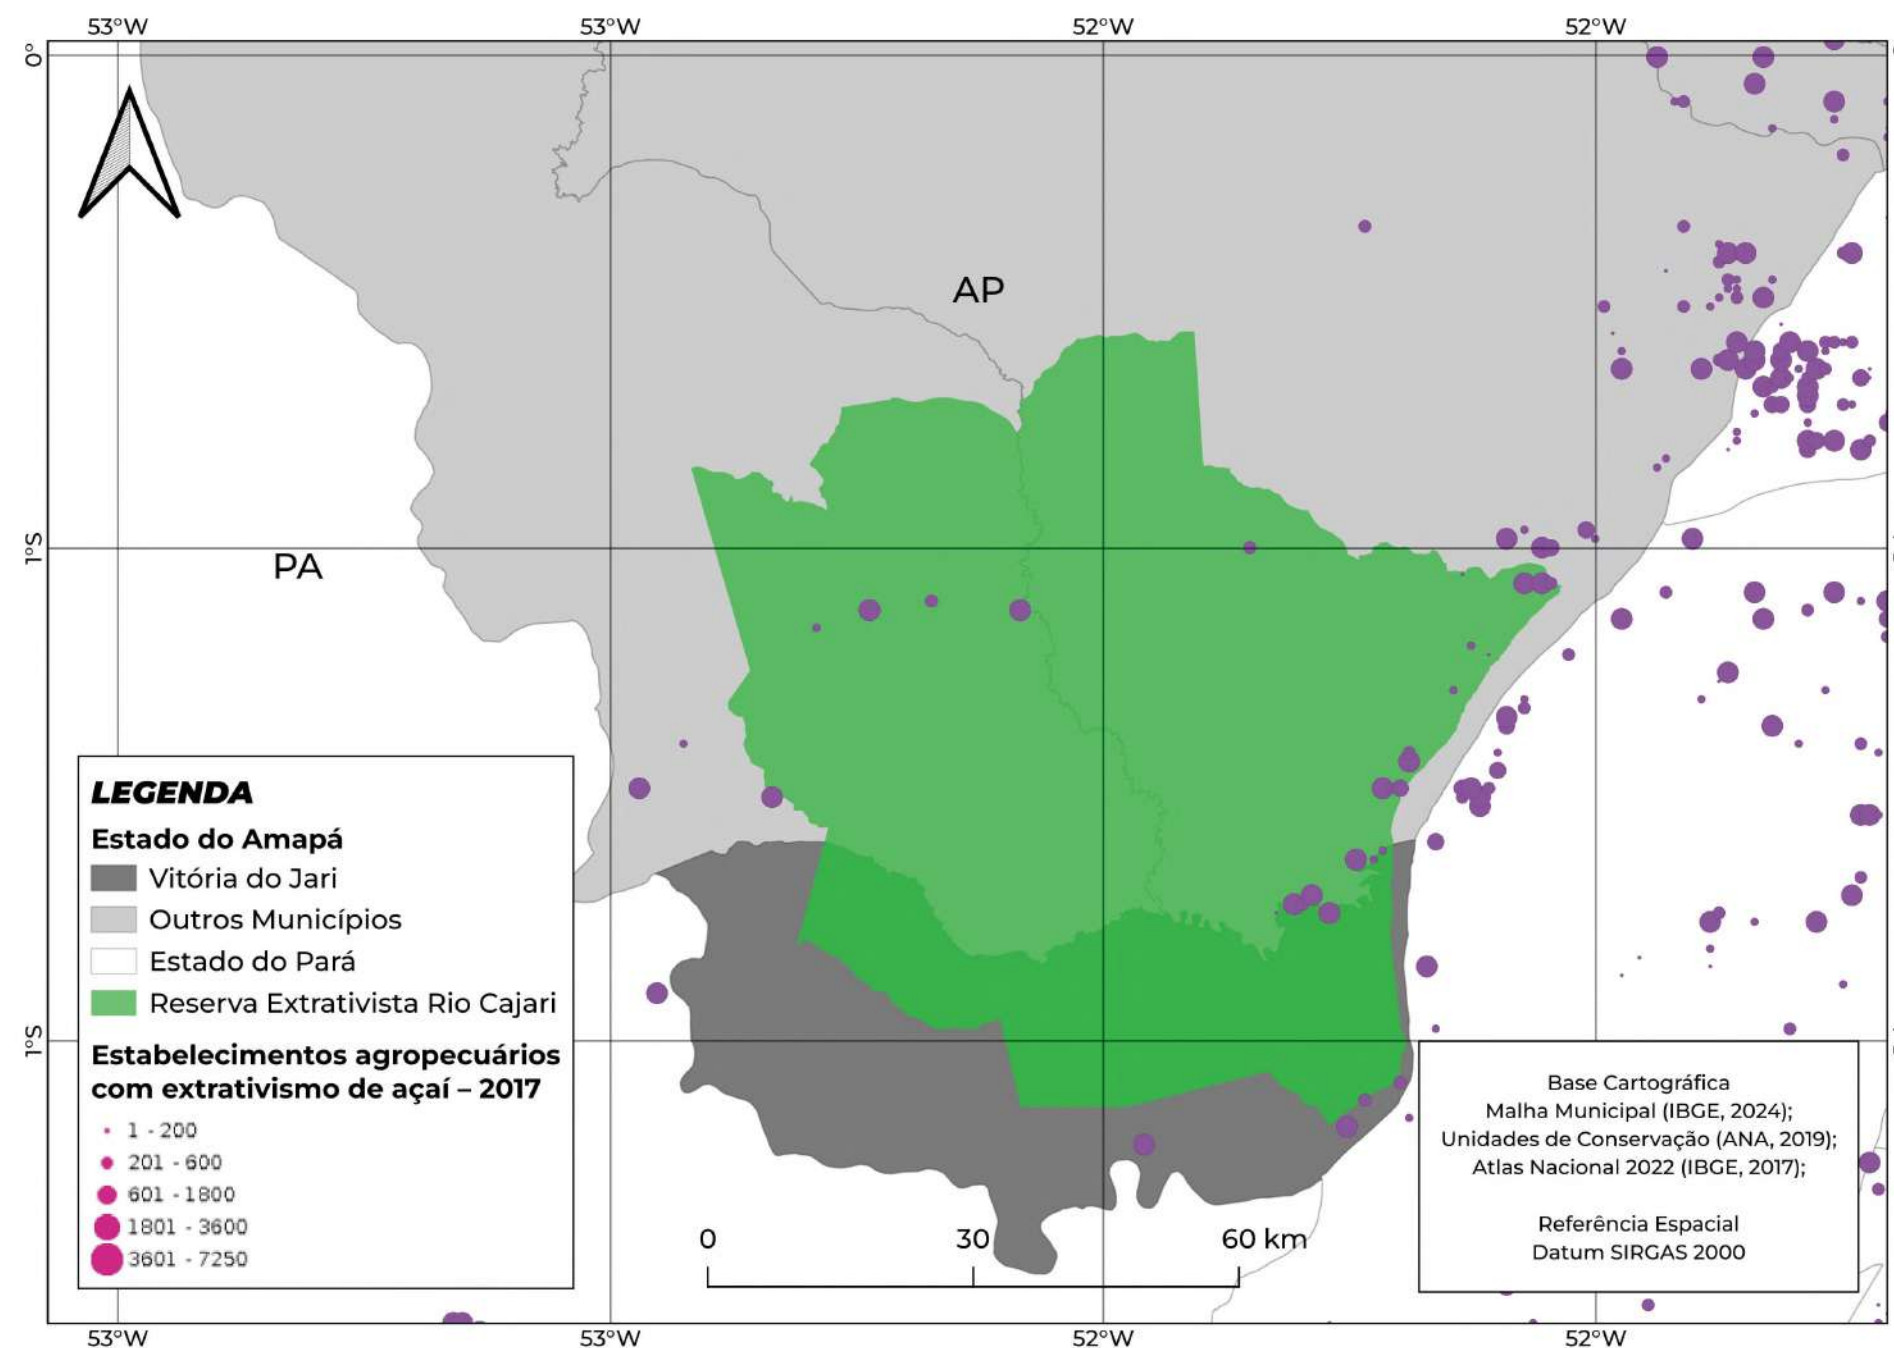 53°W 53°W 52°W 52°W
0°
AP
1°S
PA
LEGENDA
Estado do Amapá
Vitória do Jari
Outros Municípios
Estado do Pará
Reserva Extrativista Rio Cajari
Estabelecimentos agropecuários
com extrativismo de açaí – 2017
1 - 200
201 - 600
601 - 1800
1801 - 3600
3601 - 7250
1°S
0 30 60 km
Base Cartográfica
Malha Municipal (IBGE, 2024);
Unidades de Conservação (ANA, 2019);
Atlas Nacional 2022 (IBGE, 2017);
Referência Espacial
Datum SIRGAS 2000
53°W 53°W 52°W 52°W